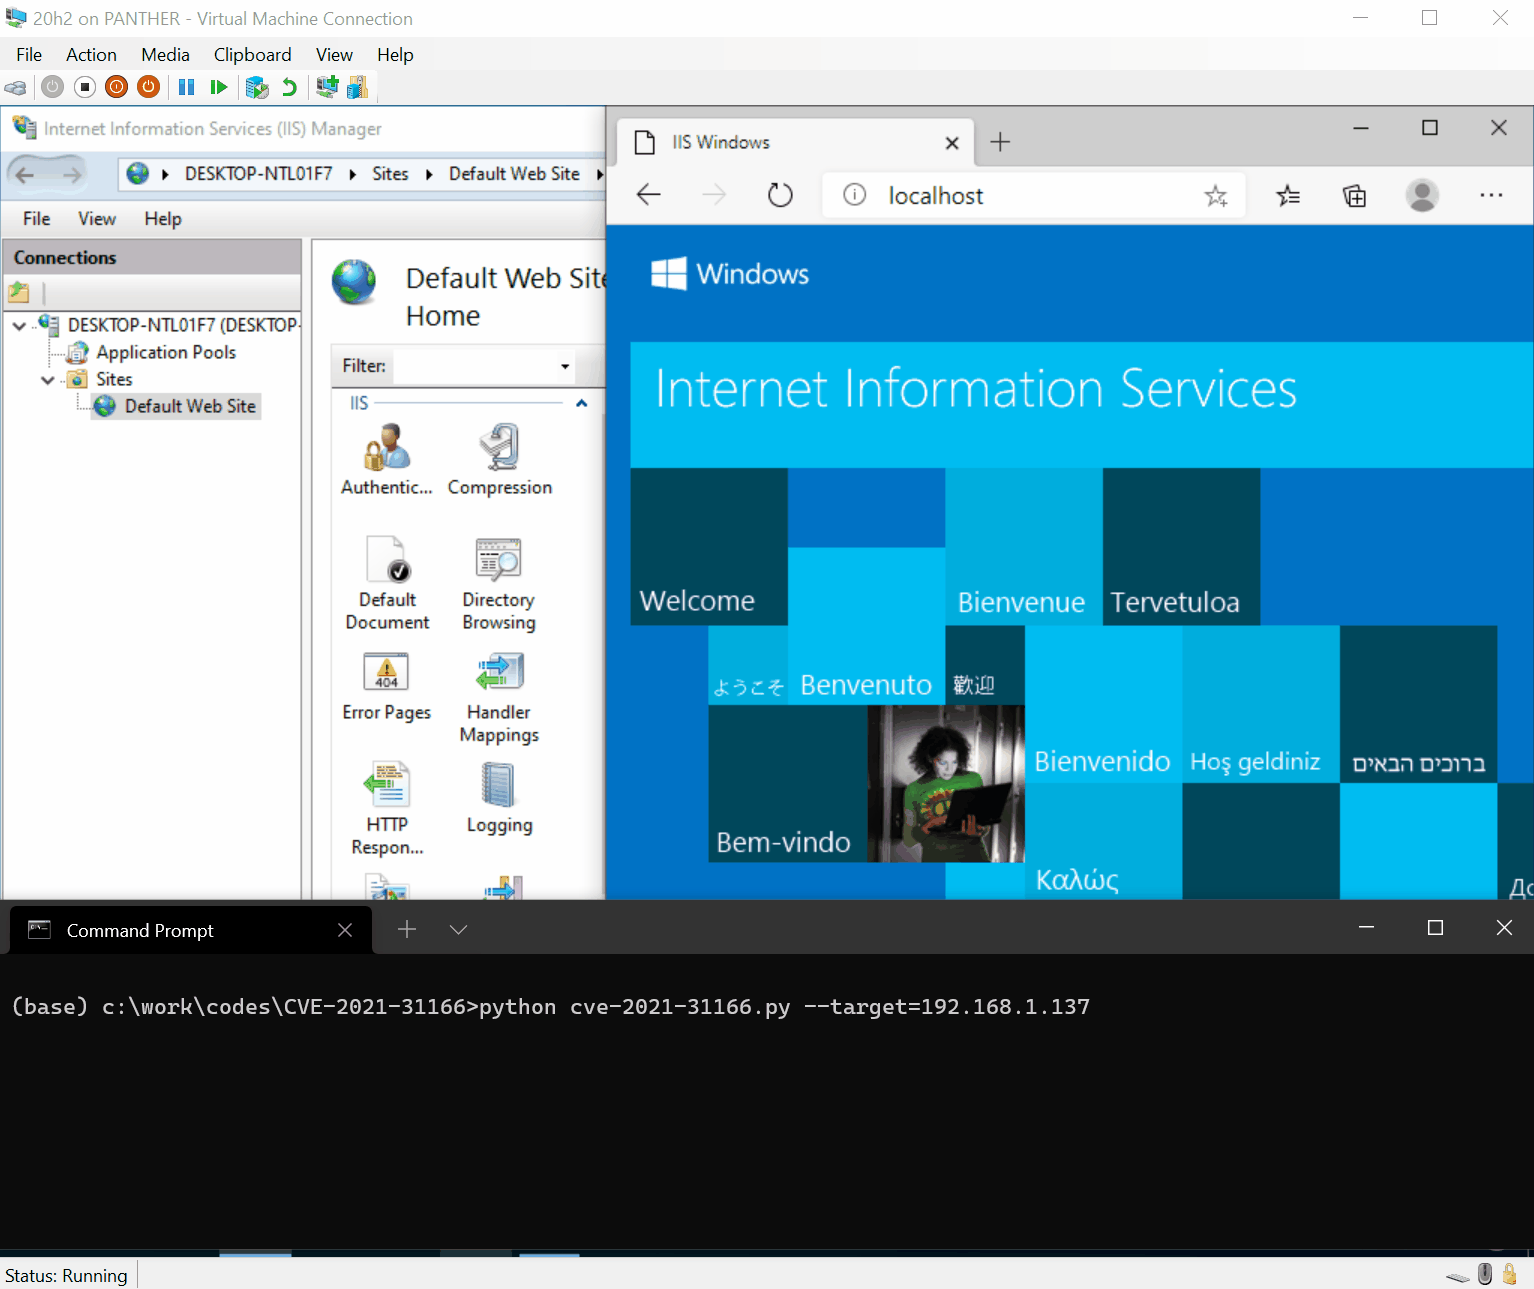 20h2 on PANTHER - Virtual Machine Connection
File Action Media Clipboard View Help
Internet Information Services (IIS) Manager
DESKTOP-NTL01F7 Sites Default Web Site
File View Help
Connections
DESKTOP-NTL01F7 (DESKTOP-
Application Pools
Sites
Default Web Site
Default Web Site
Home
Filter:
IIS
Authentic...
Compression
Default
Document
Directory
Browsing
404
Error Pages
Handler
Mappings
HTTP
Respon...
Logging
IIS Windows
localhost
Windows
Internet Information Services
Welcome
Bienvenue
Tervetuloa
ようこそ
Benvenuto
歡迎
Bienvenido
Hoş geldiniz
ברוכים הבאים
Bem-vindo
Καλώς
До
Command Prompt
(base) c:\work\codes\CVE-2021-31166>python cve-2021-31166.py --target=192.168.1.137
Status: Running